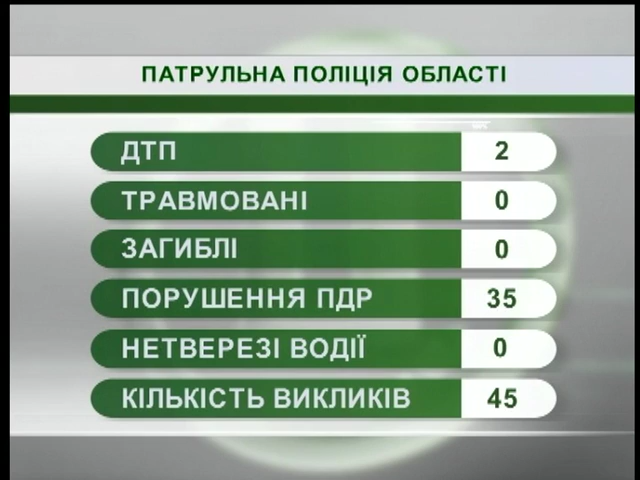 ПАТРУЛЬНА ПОЛІЦІЯ ОБЛАСТІ
ДТП 2
ТРАВМОВАНІ 0
ЗАГИБЛІ 0
ПОРУШЕННЯ ПДР 35
НЕТВЕРЕЗІ ВОДІЇ 0
КІЛЬКІСТЬ ВИКЛИКІВ 45